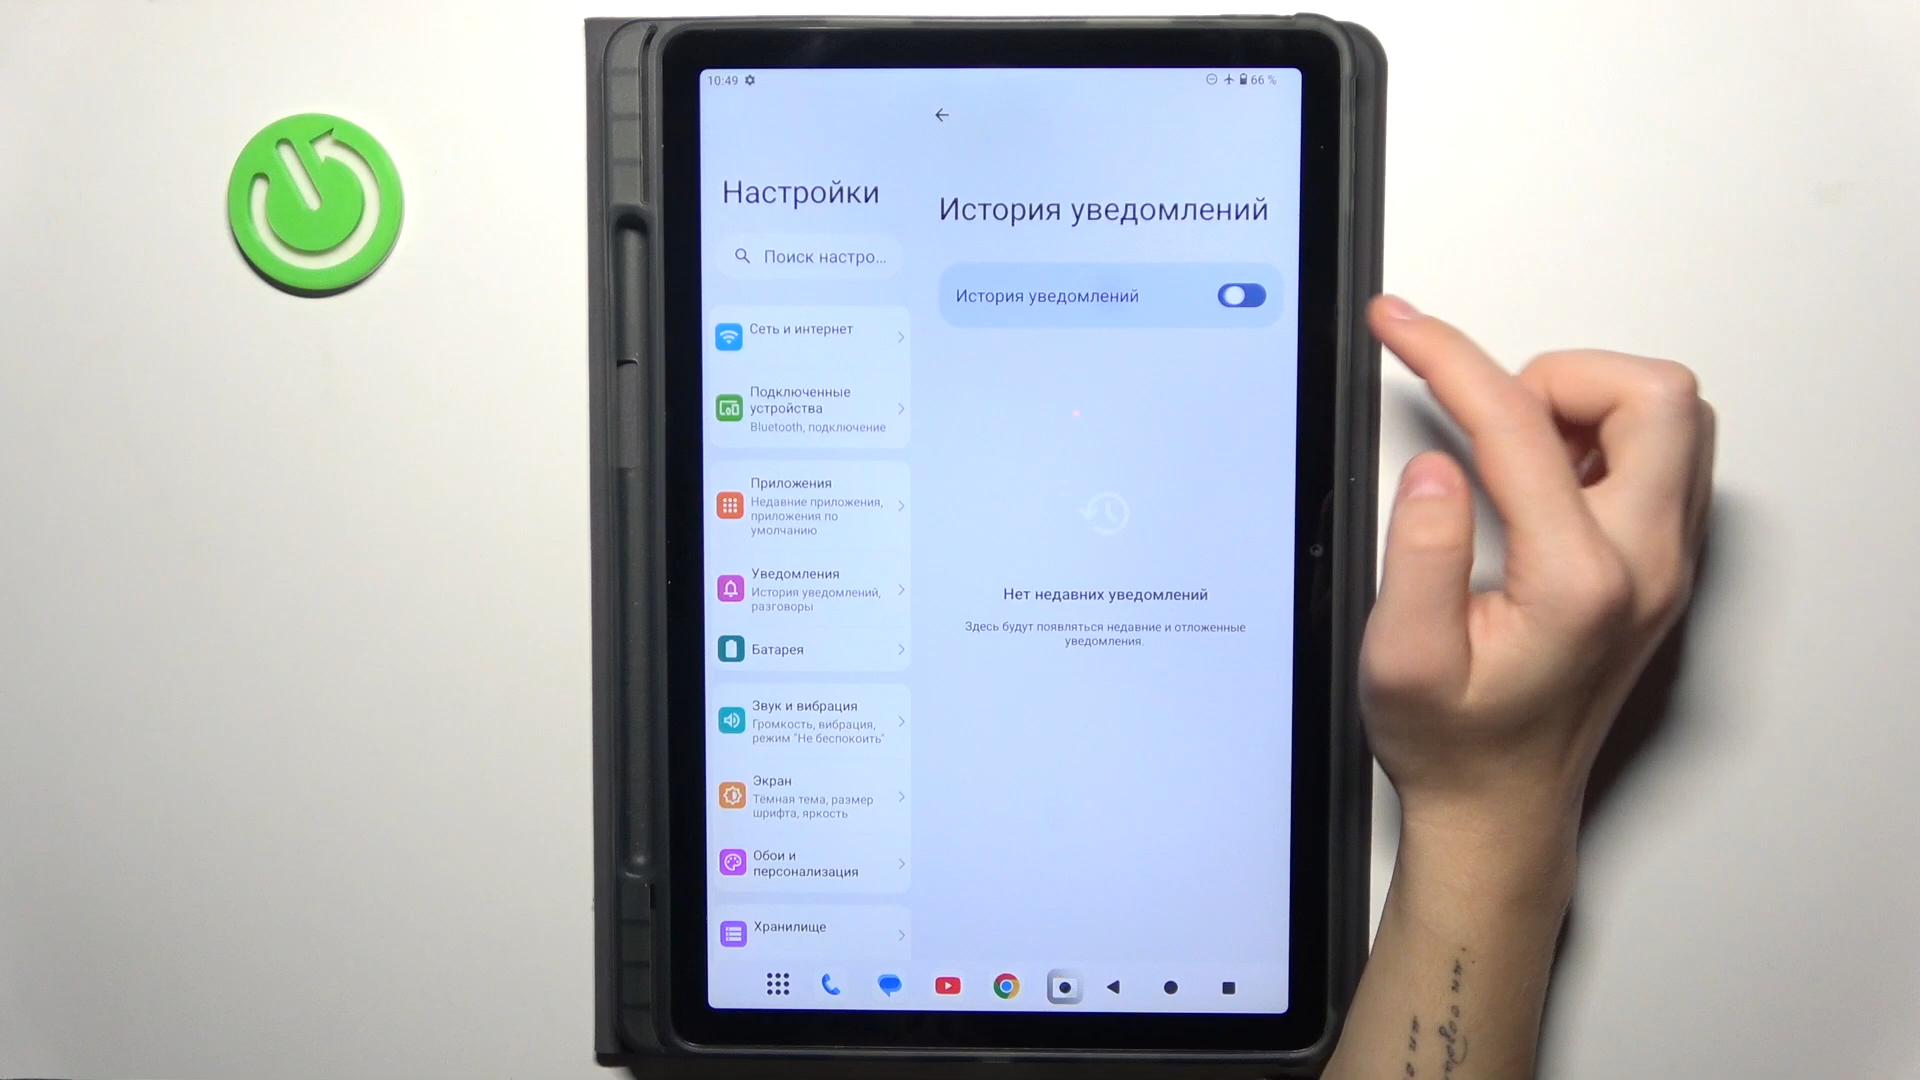 10:49
66 %
Настройки
Поиск настро...
Сеть и интернет
Подключенные
устройства
Bluetooth, подключение
Приложения
Недавние приложения,
приложения по
умолчанию
Уведомления
История уведомлений,
разговоры
Батарея
Звук и вибрация
Громкость, вибрация,
режим "Не беспокоить"
Экран
Тёмная тема, размер
шрифта, яркость
Обои и
персонализация
Хранилище
История уведомлений
История уведомлений
Нет недавних уведомлений
Здесь будут появляться недавние и отложенные
уведомления.